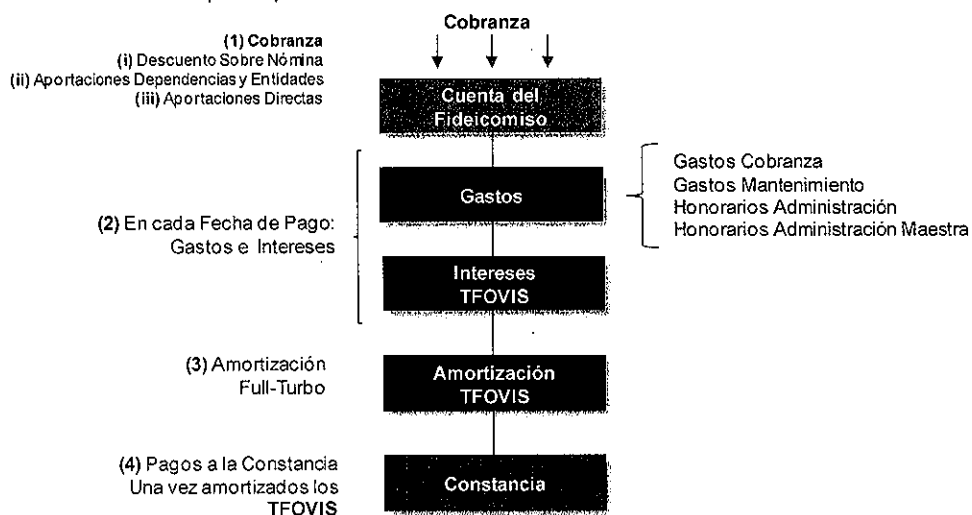 Cobranza
(1) Cobranza
(i) Descuento Sobre Nómina
(ii) Aportaciones Dependencias y Entidades
(iii) Aportaciones Directas
Cuenta del
Fideicomiso
Gastos
Gastos Cobranza
Gastos Mantenimiento
Honorarios Administración
Honorarios Administración Maestra
(2) En cada Fecha de Pago:
Gastos e Intereses
Intereses
TFOVIS
(3) Amortización
Full-Turbo
Amortización
TFOVIS
(4) Pagos a la Constancia
Una vez amortizados los
TFOVIS
Constancia